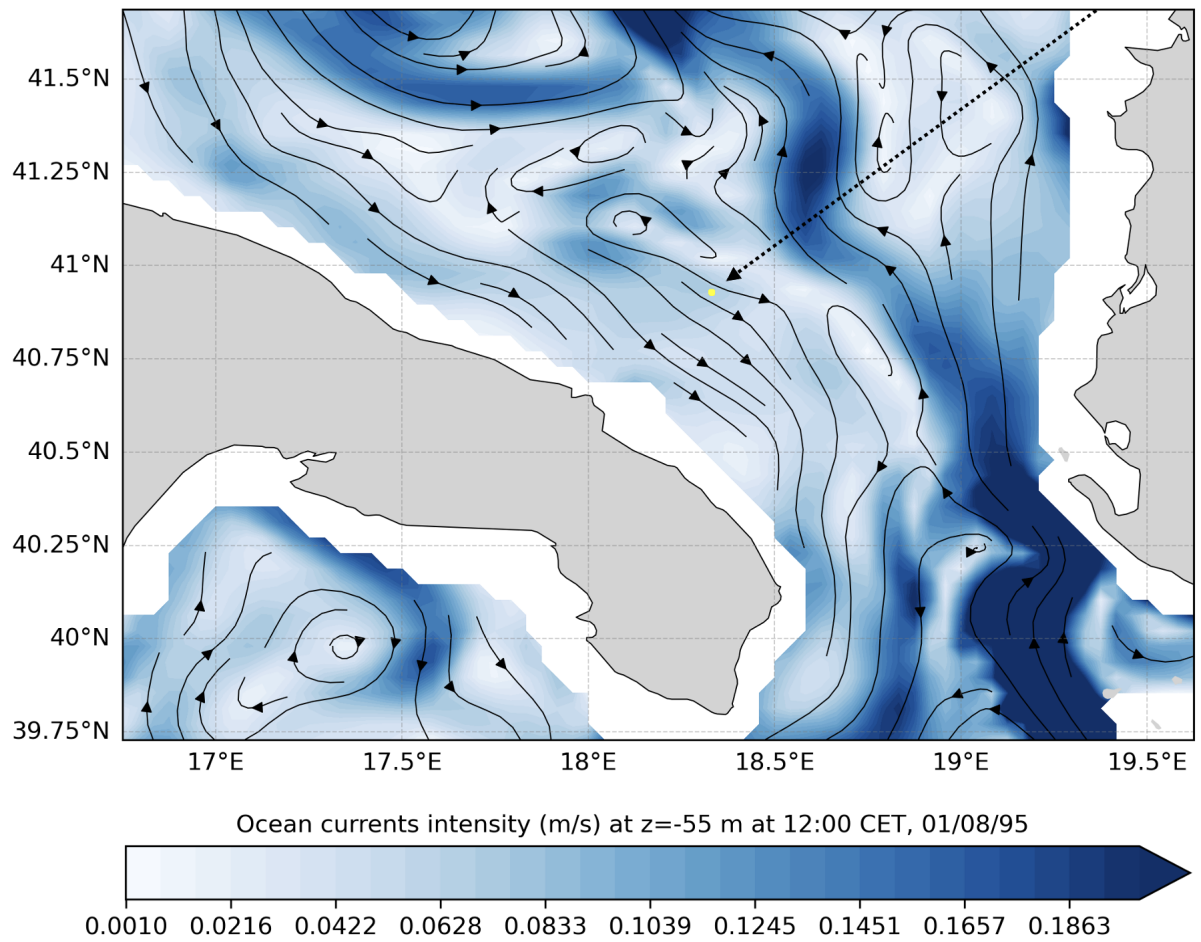 41.5°N
41.25°N
41°N
40.75°N
40.5°N
40.25°N
40°N
39.75°N
17°E 17.5°E 18°E 18.5°E 19°E 19.5°E
Ocean currents intensity (m/s) at z=-55 m at 12:00 CET, 01/08/95
0.0010 0.0216 0.0422 0.0628 0.0833 0.1039 0.1245 0.1451 0.1657 0.1863